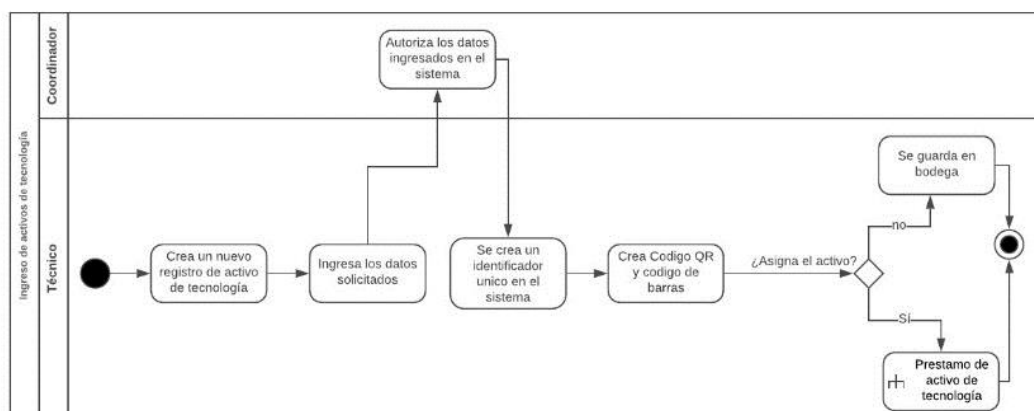 Ingreso de activos de tecnología
Coordinador
Autoriza los datos
ingresados en el
sistema
Técnico
Crea un nuevo
registro de activo
de tecnología
Ingresa los datos
solicitados
Se crea un
identificador
unico en el
sistema
Crea Codigo QR
y codigo de
barras
¿Asigna el activo?
no
Se guarda en
bodega
Sí
Prestamo de
activo de
tecnología